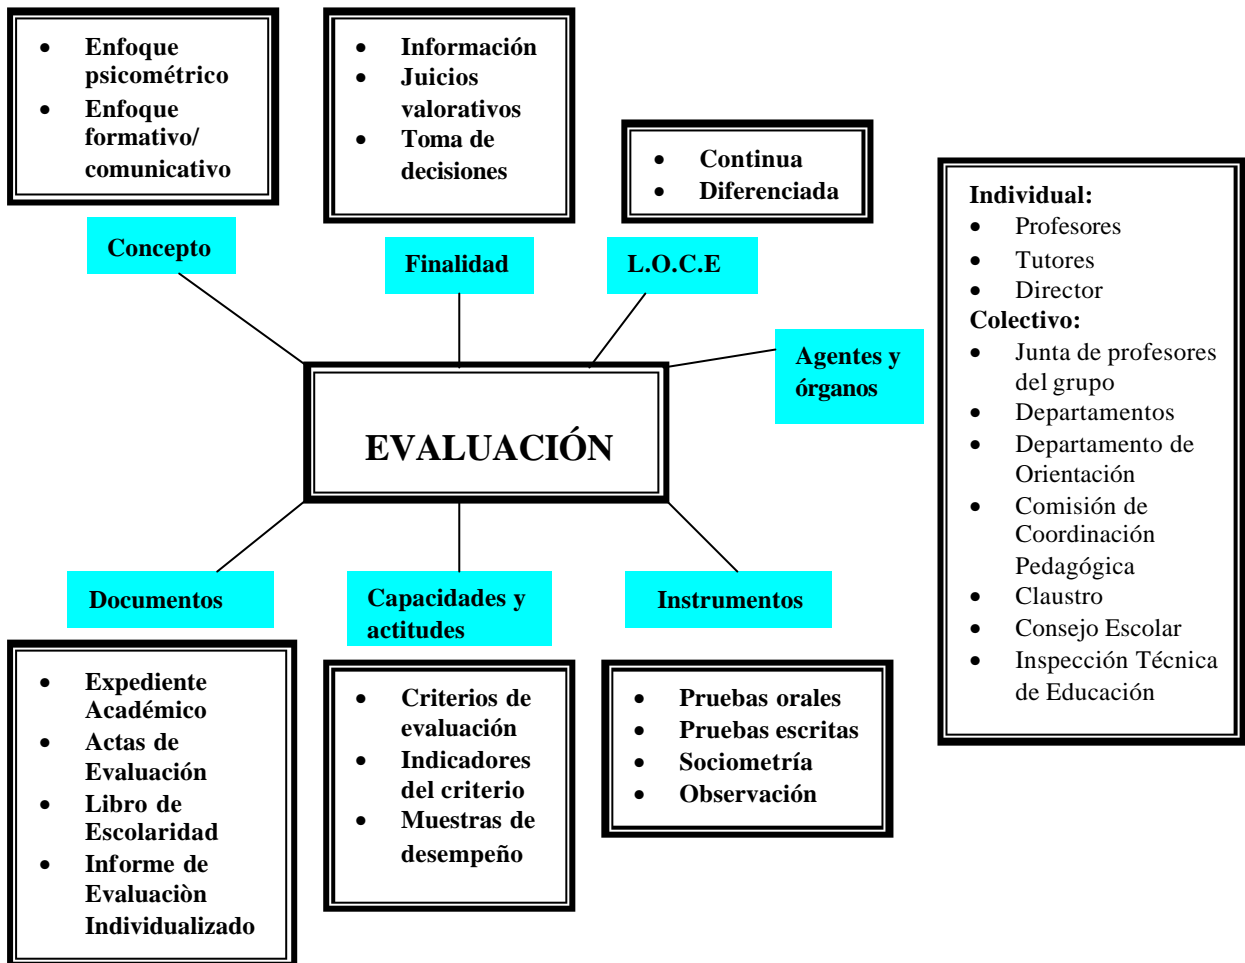 Enfoque
psicométrico
Enfoque
formativo/
comunicativo
Concepto
Información
Juicios
valorativos
Toma de
decisiones
Finalidad
Continua
Diferenciada
L.O.C.E
Agentes y
órganos
Individual:
Profesores
Tutores
Director
Colectivo:
Junta de profesores
del grupo
Departamentos
Departamento de
Orientación
Comisión de
Coordinación
Pedagógica
Claustro
Consejo Escolar
Inspección Técnica
de Educación
EVALUACIÓN
Documentos
Expediente
Académico
Actas de
Evaluación
Libro de
Escolaridad
Informe de
Evaluaciòn
Individualizado
Capacidades y
actitudes
Criterios de
evaluación
Indicadores
del criterio
Muestras de
desempeño
Instrumentos
Pruebas orales
Pruebas escritas
Sociometría
Observación